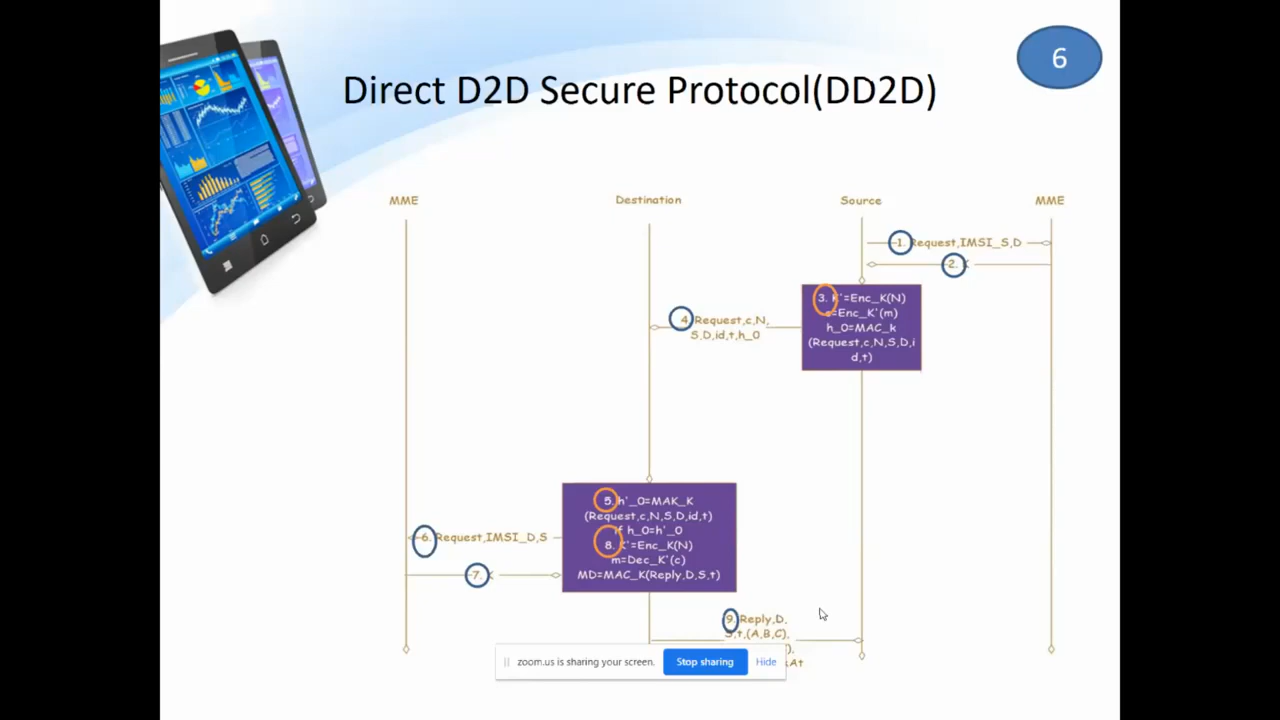 6
Direct D2D Secure Protocol(DD2D)
MME
Destination
Source
MME
1. Request,IMSI_S,D
2. K
3. K'=Enc_K(N)
c=Enc_K'(m)
h_0=MAC_k
(Request,c,N,S,D,i
d,t)
4. Request,c,N,
S,D,id,t,h_0
5. h'_0=MAK_K
(Request,c,N,S,D,id,t)
if h_0=h'_0
8. K'=Enc_K(N)
m=Dec_K'(c)
MD=MAC_K(Reply,D,S,t)
6. Request,IMSI_D,S
7. K
9. Reply,D,
S,t,(A,B,C),
zoom.us is sharing your screen.
Stop sharing
Hide